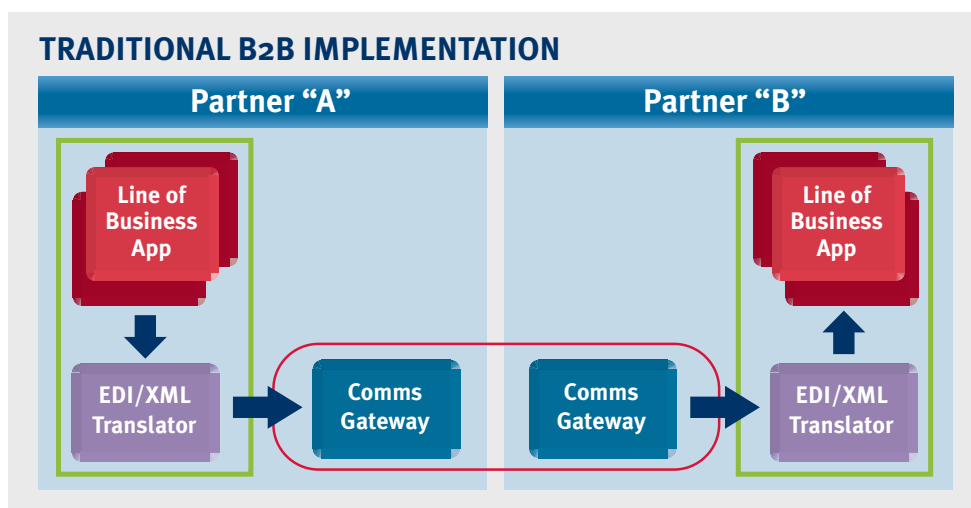 TRADITIONAL B2B IMPLEMENTATION
Partner “A”
Line of
Business
App
EDI/XML
Translator
Comms
Gateway
Partner “B”
Line of
Business
App
Comms
Gateway
EDI/XML
Translator